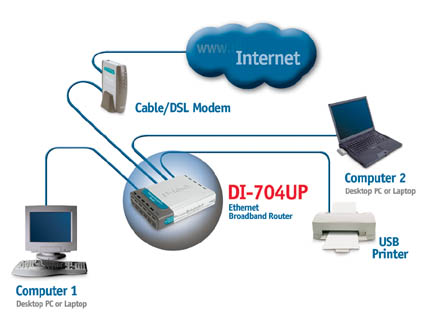 www.
Internet
Cable/DSL Modem
DI-704UP
Ethernet
Broadband Router
Computer 2
Desktop PC or Laptop
USB
Printer
Computer 1
Desktop PC or Laptop
D-Link